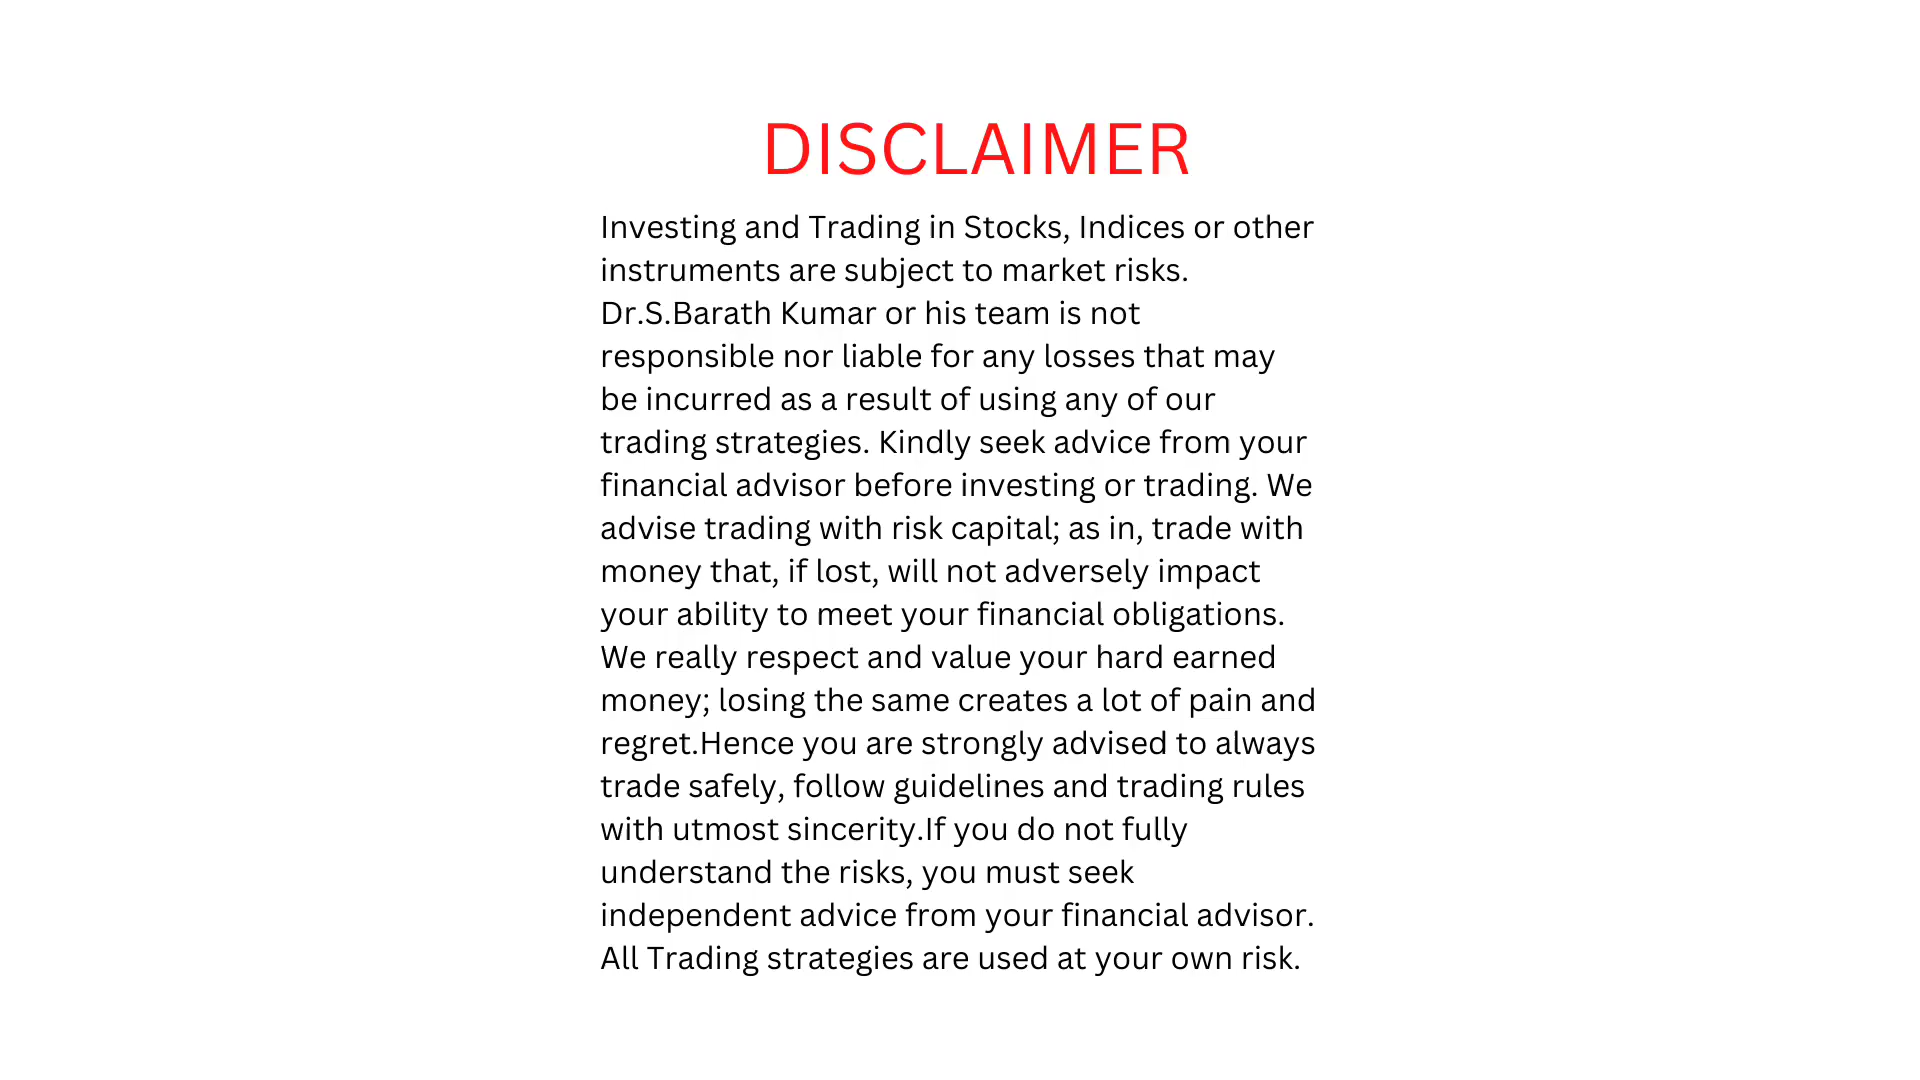 DISCLAIMER
Investing and Trading in Stocks, Indices or other
instruments are subject to market risks.
Dr.S.Barath Kumar or his team is not
responsible nor liable for any losses that may
be incurred as a result of using any of our
trading strategies. Kindly seek advice from your
financial advisor before investing or trading. We
advise trading with risk capital; as in, trade with
money that, if lost, will not adversely impact
your ability to meet your financial obligations.
We really respect and value your hard earned
money; losing the same creates a lot of pain and
regret.Hence you are strongly advised to always
trade safely, follow guidelines and trading rules
with utmost sincerity.If you do not fully
understand the risks, you must seek
independent advice from your financial advisor.
All Trading strategies are used at your own risk.